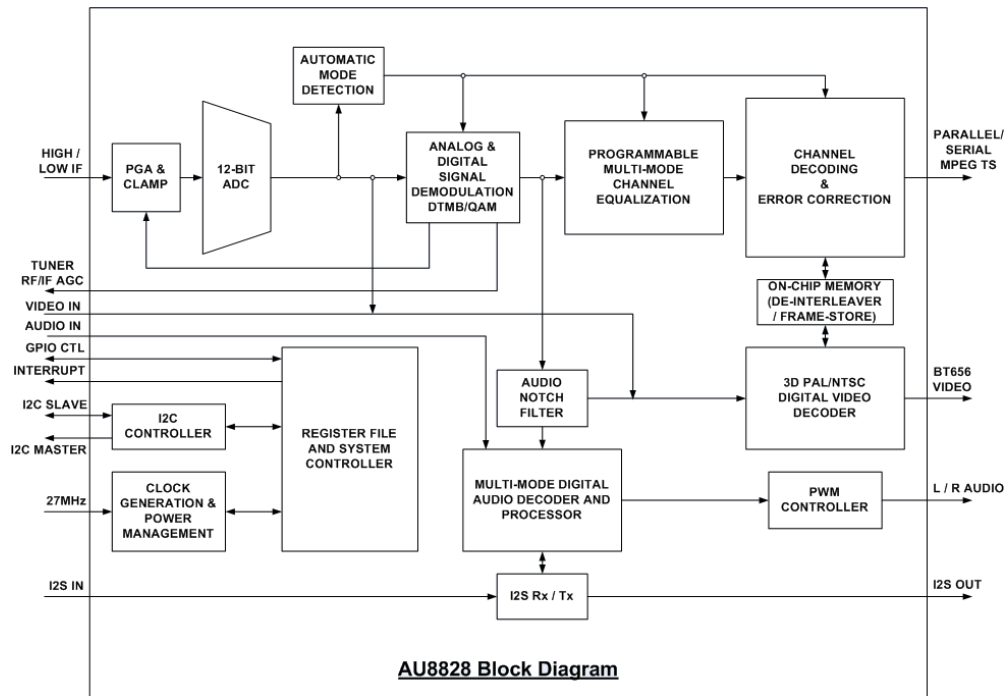 AUTOMATIC
MODE
DETECTION
HIGH /
LOW IF
PGA &
CLAMP
12-BIT
ADC
ANALOG &
DIGITAL
SIGNAL
DEMODULATION
DTMB/QAM
PROGRAMMABLE
MULTI-MODE
CHANNEL
EQUALIZATION
CHANNEL
DECODING
&
ERROR CORRECTION
PARALLEL/
SERIAL
MPEG TS
TUNER
RF/IF AGC
VIDEO IN
AUDIO IN
GPIO CTL
INTERRUPT
I2C SLAVE
I2C MASTER
27MHz
I2S IN
ON-CHIP MEMORY
(DE-INTERLEAVER
/ FRAME-STORE)
I2C
CONTROLLER
CLOCK
GENERATION &
POWER
MANAGEMENT
REGISTER FILE
AND SYSTEM
CONTROLLER
AUDIO
NOTCH
FILTER
3D PAL/NTSC
DIGITAL VIDEO
DECODER
BT656
VIDEO
MULTI-MODE DIGITAL
AUDIO DECODER AND
PROCESSOR
PWM
CONTROLLER
L / R AUDIO
I2S Rx / Tx
I2S OUT
AU8828 Block Diagram